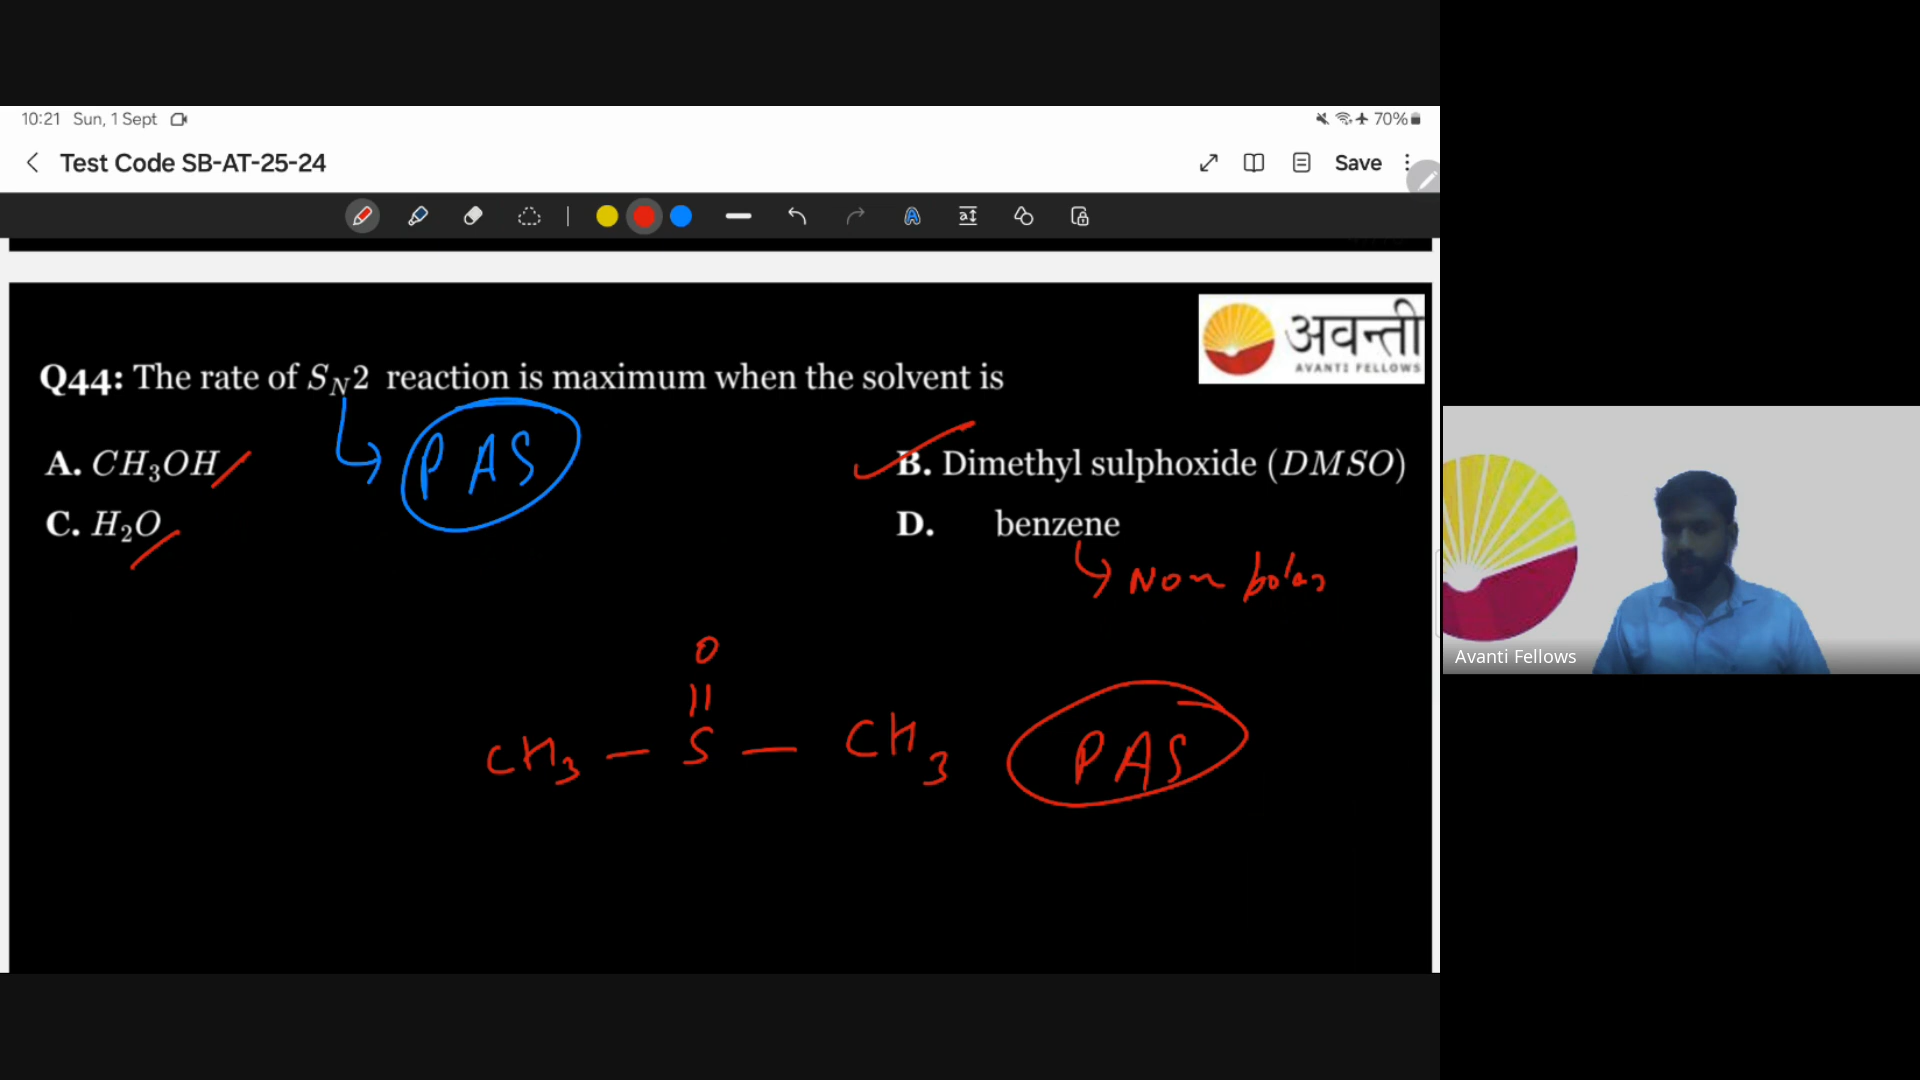 10:21 Sun, 1 Sept
70%
Test Code SB-AT-25-24
Save
अवन्ती
AVANTI FELLOWS
Q44: The rate of S_N2 reaction is maximum when the solvent is
PAS
A. CH₃OH
B. Dimethyl sulphoxide (DMSO)
C. H₂O
D. benzene
Non polar
O
CH₃ — S — CH₃
PAS
Avanti Fellows